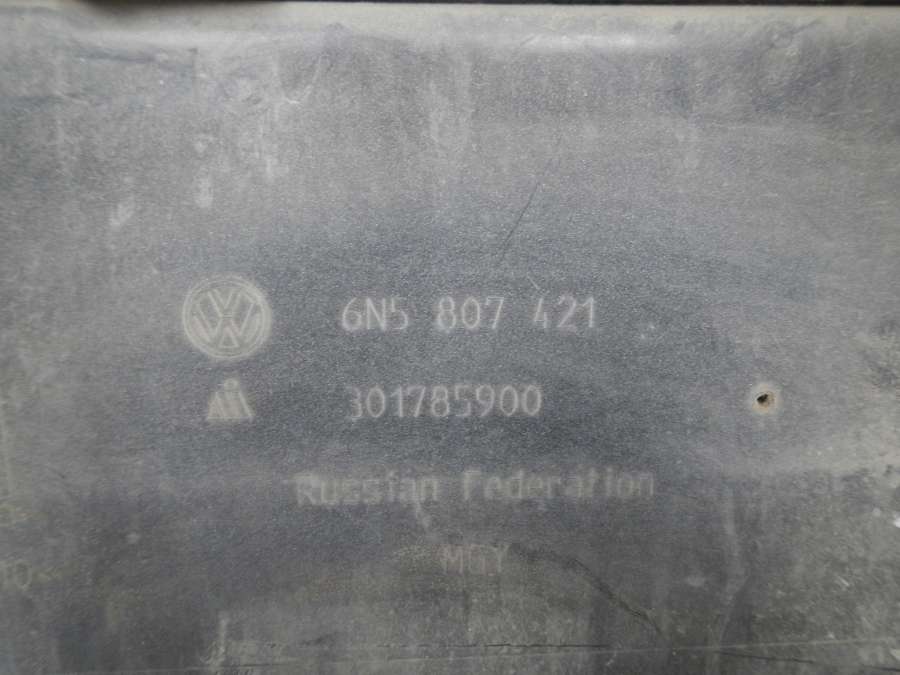 6N5 807 421
301785900
Russian Federation